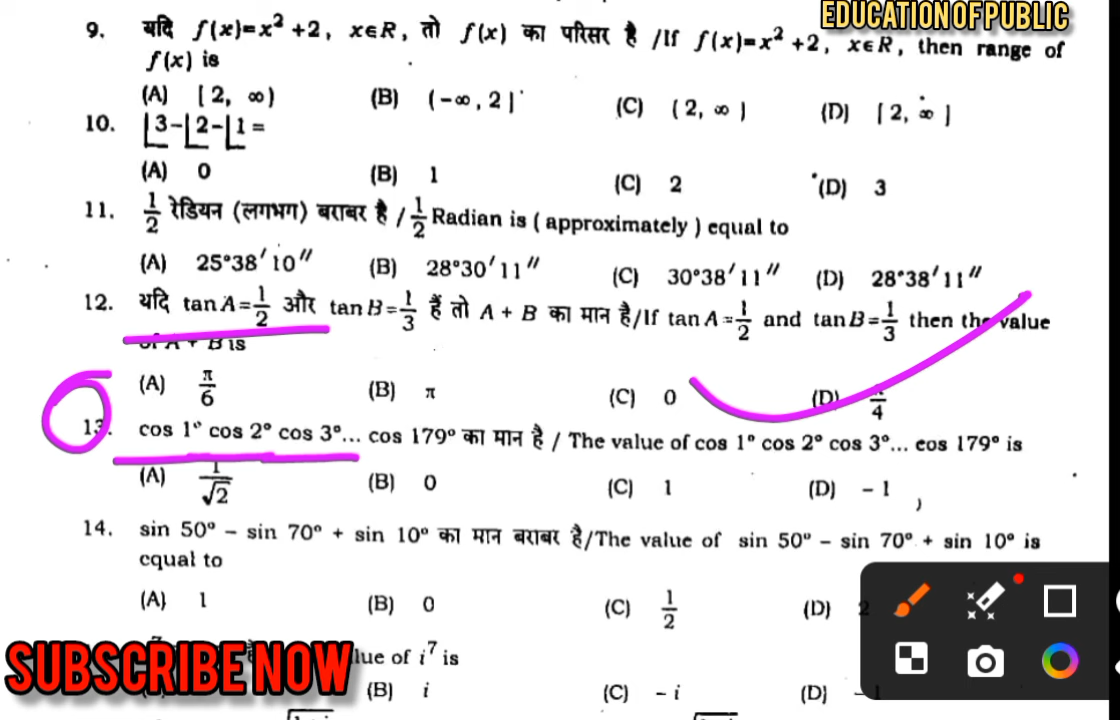 EDUCATION OF PUBLIC
9. यदि f(x)=x² +2, x∈R, तो f(x) का परिसर है /If f(x)=x² +2, x∈R, then range of
f(x) is
(A) [2, ∞) (B) (-∞, 2] (C) (2, ∞] (D) [2, ∞]
10. |3-|2-|1 =
(A) 0 (B) 1 (C) 2 (D) 3
11. 1/2 रेडियन (लगभग) बराबर है / 1/2 Radian is ( approximately ) equal to
(A) 25°38′10″ (B) 28°30′11″ (C) 30°38′11″ (D) 28°38′11″
12. यदि tan A=1/2 और tan B=1/3 हैं तो A + B का मान है/If tan A=1/2 and tan B=1/3 then the value
of A + B is
(A) π/6 (B) π (C) 0 (D) π/4
13. cos 1° cos 2° cos 3°... cos 179° का मान है / The value of cos 1° cos 2° cos 3°... cos 179° is
(A) 1/√2 (B) 0 (C) 1 (D) -1
14. sin 50° - sin 70° + sin 10° का मान बराबर है/The value of sin 50° - sin 70° + sin 10° is
equal to
(A) 1 (B) 0 (C) 1/2 (D) 2
lue of i⁷ is
(B) i (C) -i (D)
SUBSCRIBE NOW